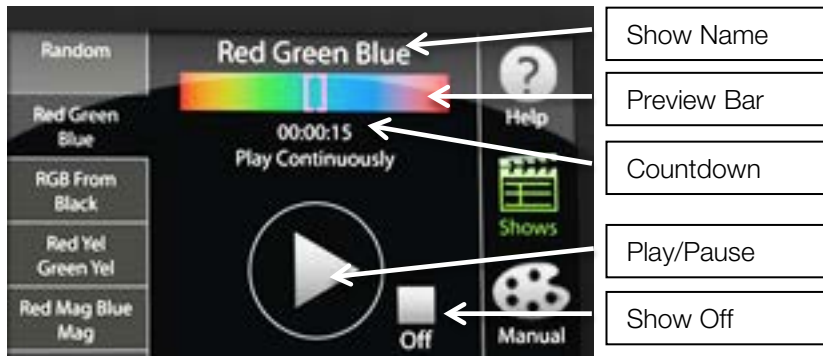 Random
Red Green
Blue
RGB From
Black
Red Yel
Green Yel
Red Mag Blue
Mag
Red Green Blue
00:00:15
Play Continuously
Off
?
Help
Shows
Manual
Show Name
Preview Bar
Countdown
Play/Pause
Show Off